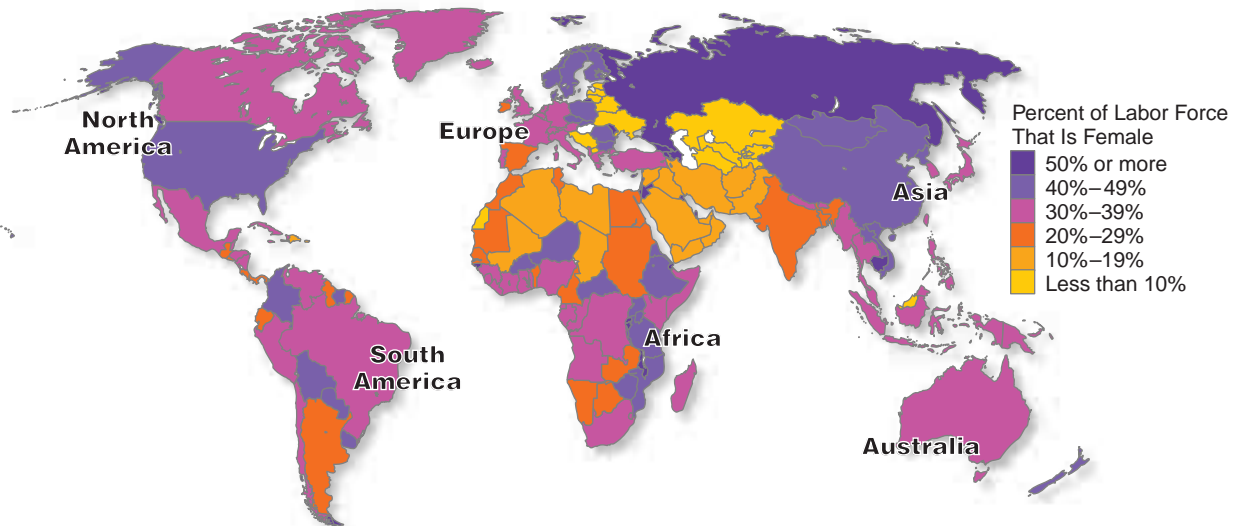 North
America
Europe
Asia
Africa
South
America
Australia
Percent of Labor Force
That Is Female
50% or more
40%–49%
30%–39%
20%–29%
10%–19%
Less than 10%